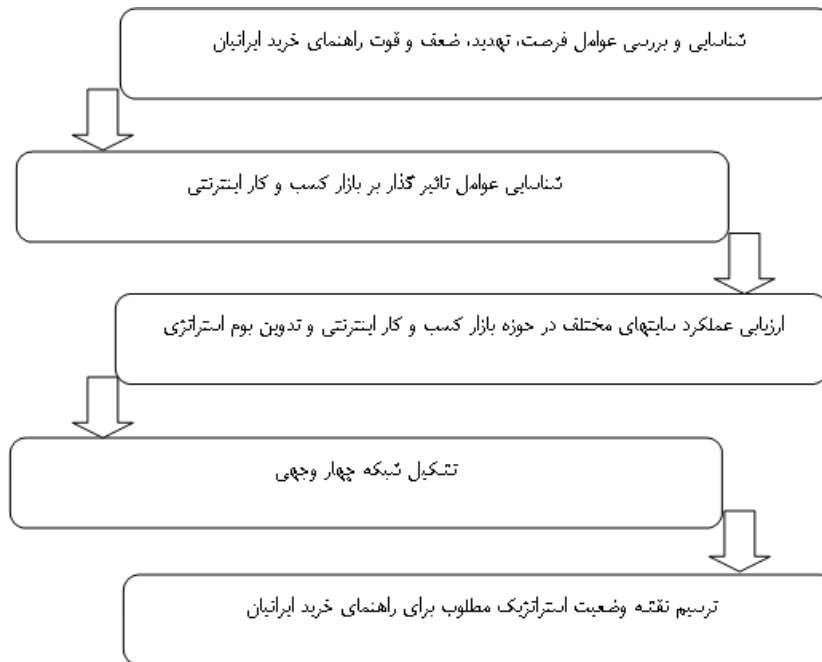 شناسایی و بررسی عوامل فرصت، تهدید، ضعف و قوت راهنمای خرید ایرانیان
شناسایی عوامل تاثیر گذار بر بازار کسب و کار اینترنتی
ارزیابی عملکرد سایتهای مختلف در حوزه بازار کسب و کار اینترنتی و تدوین بوم استراتژی
تشکیل شبکه چهار وجهی
ترسیم نقشه وضعیت استراتژیک مطلوب برای راهنمای خرید ایرانیان